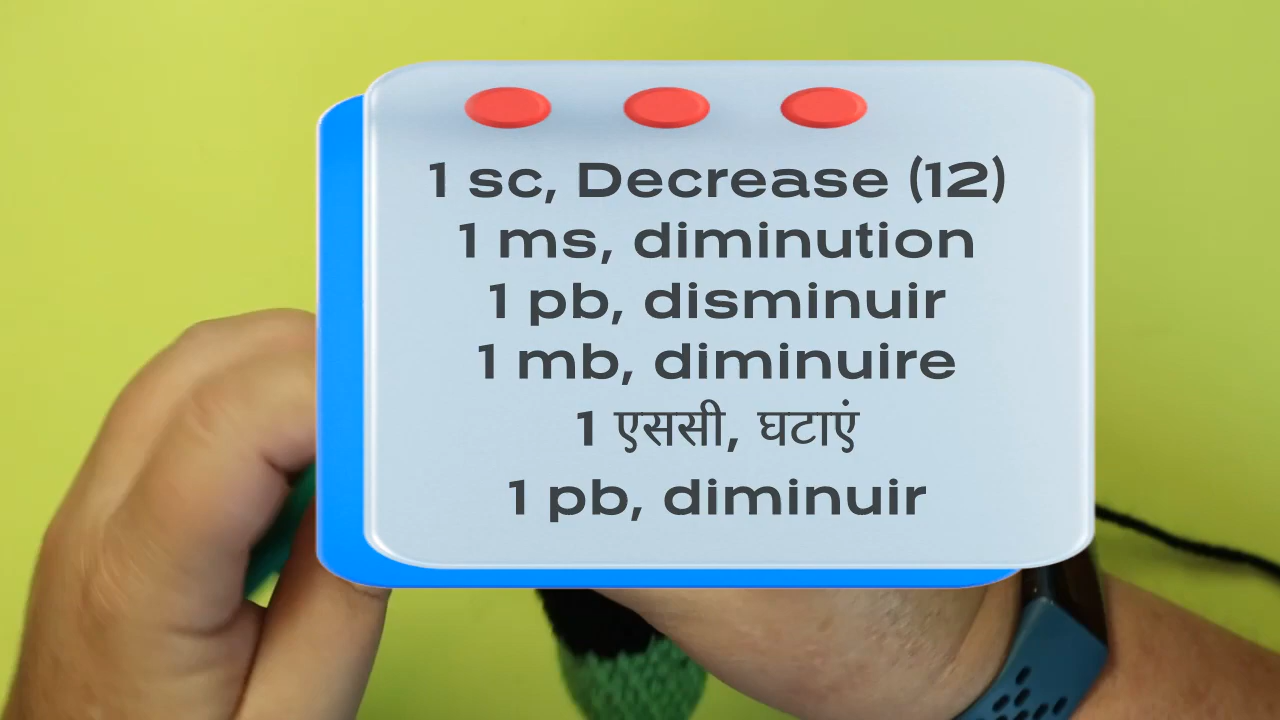 1 sc, Decrease (12)
1 ms, diminution
1 pb, disminuir
1 mb, diminuire
1 एससी, घटाएं
1 pb, diminuir